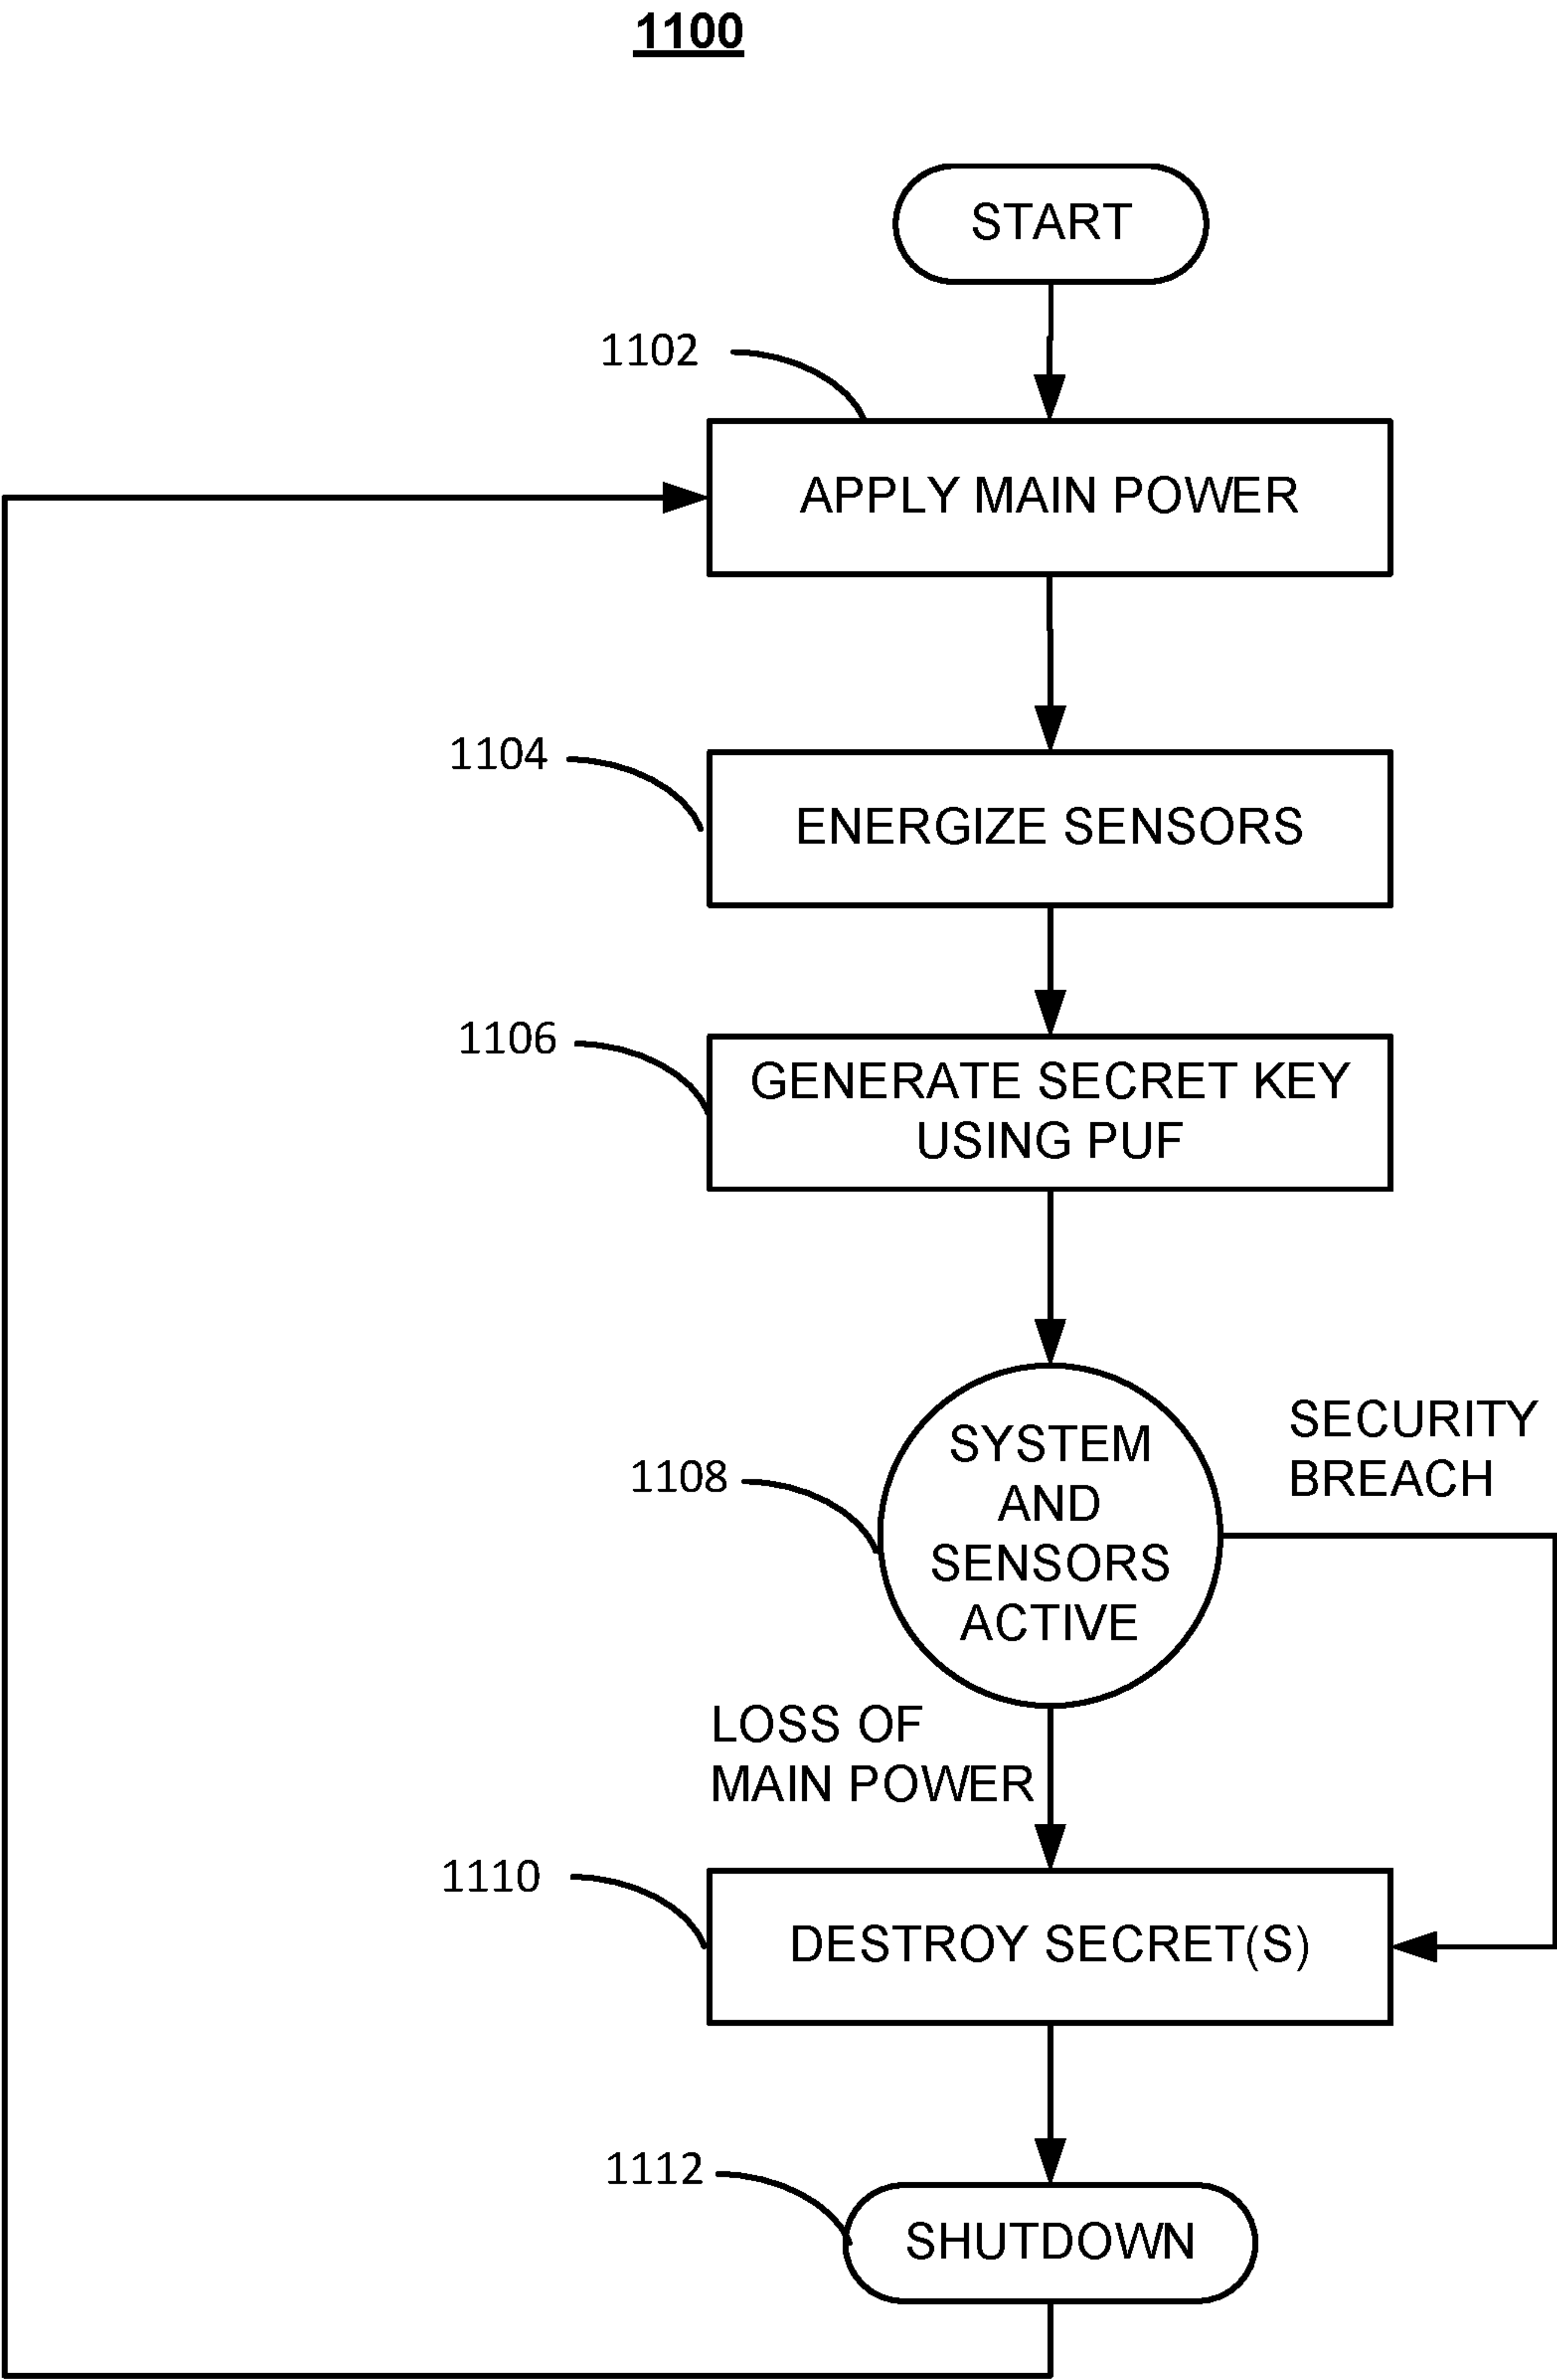 1100
START
1102
APPLY MAIN POWER
1104
ENERGIZE SENSORS
1106
GENERATE SECRET KEY
USING PUF
1108
SYSTEM
AND
SENSORS
ACTIVE
SECURITY
BREACH
LOSS OF
MAIN POWER
1110
DESTROY SECRET(S)
1112
SHUTDOWN